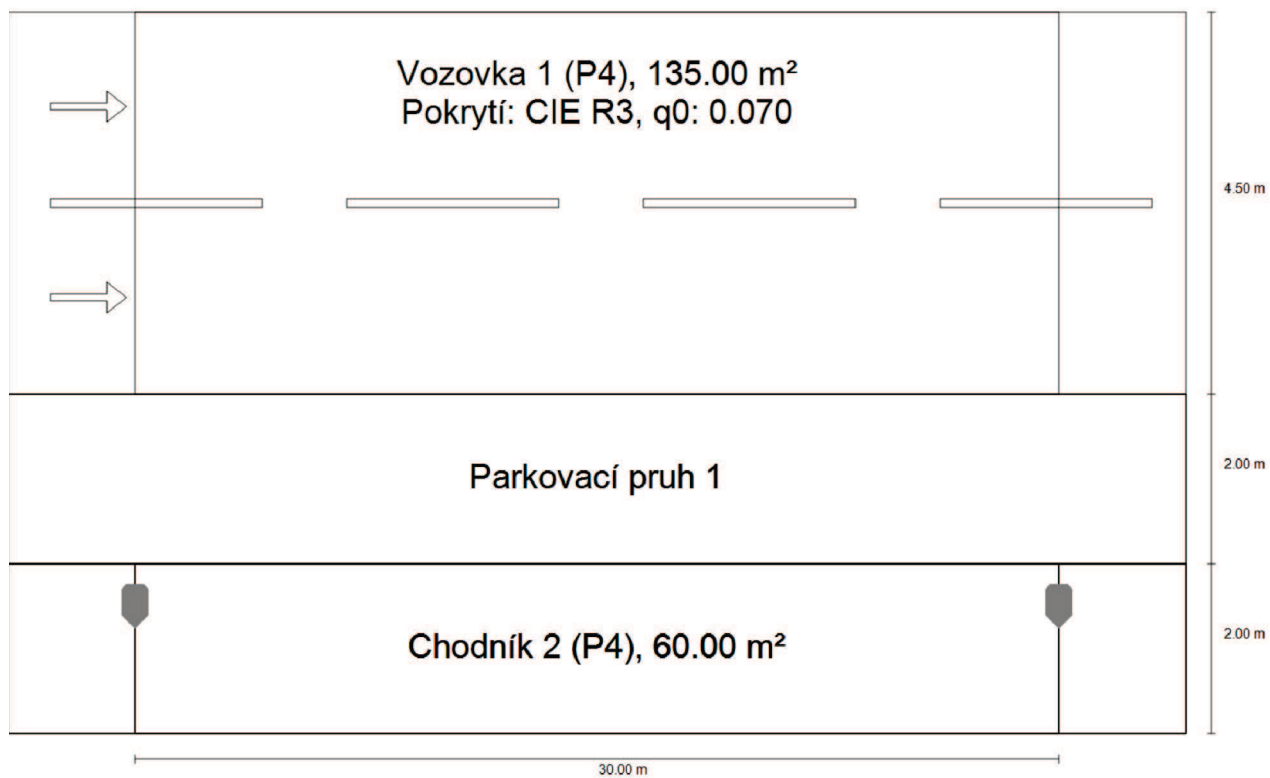 Vozovka 1 (P4), 135.00 m²
Pokrytí: CIE R3, q0: 0.070
4.50 m
Parkovací pruh 1
2.00 m
Chodník 2 (P4), 60.00 m²
2.00 m
30.00 m